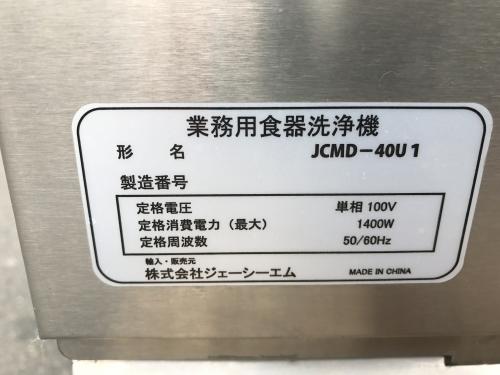 業務用食器洗浄機
形 名 JCMD-40U1
製造番号
定格電圧 単相 100V
定格消費電力（最大） 1400W
定格周波数 50/60Hz
輸入・販売元
株式会社ジェーシーエム MADE IN CHINA